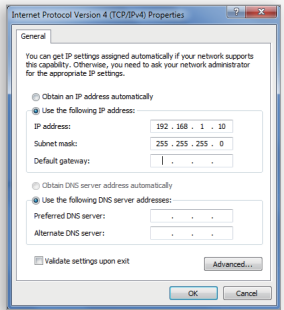 Internet Protocol Version 4 (TCP/IPv4) Properties
General
You can get IP settings assigned automatically if your network supports
this capability. Otherwise, you need to ask your network administrator
for the appropriate IP settings.
Obtain an IP address automatically
Use the following IP address:
IP address: 192 . 168 . 1 . 10
Subnet mask: 255 . 255 . 255 . 0
Default gateway: . . .
Obtain DNS server address automatically
Use the following DNS server addresses:
Preferred DNS server: . . .
Alternate DNS server: . . .
Validate settings upon exit
Advanced...
OK Cancel